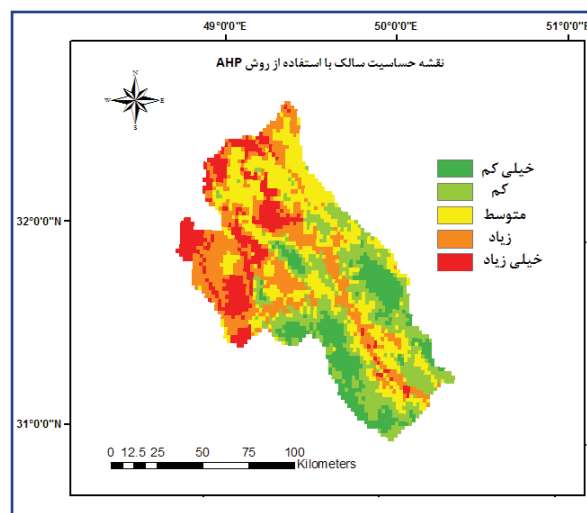 49°0'0"E 50°0'0"E 51°0'0"E
نقشه حساسیت سالک با استفاده از روش AHP
N
W E
S
خیلی کم
کم
32°0'0"N
متوسط
زیاد
خیلی زیاد
31°0'0"N
0 12.5 25 50 75 100
Kilometers